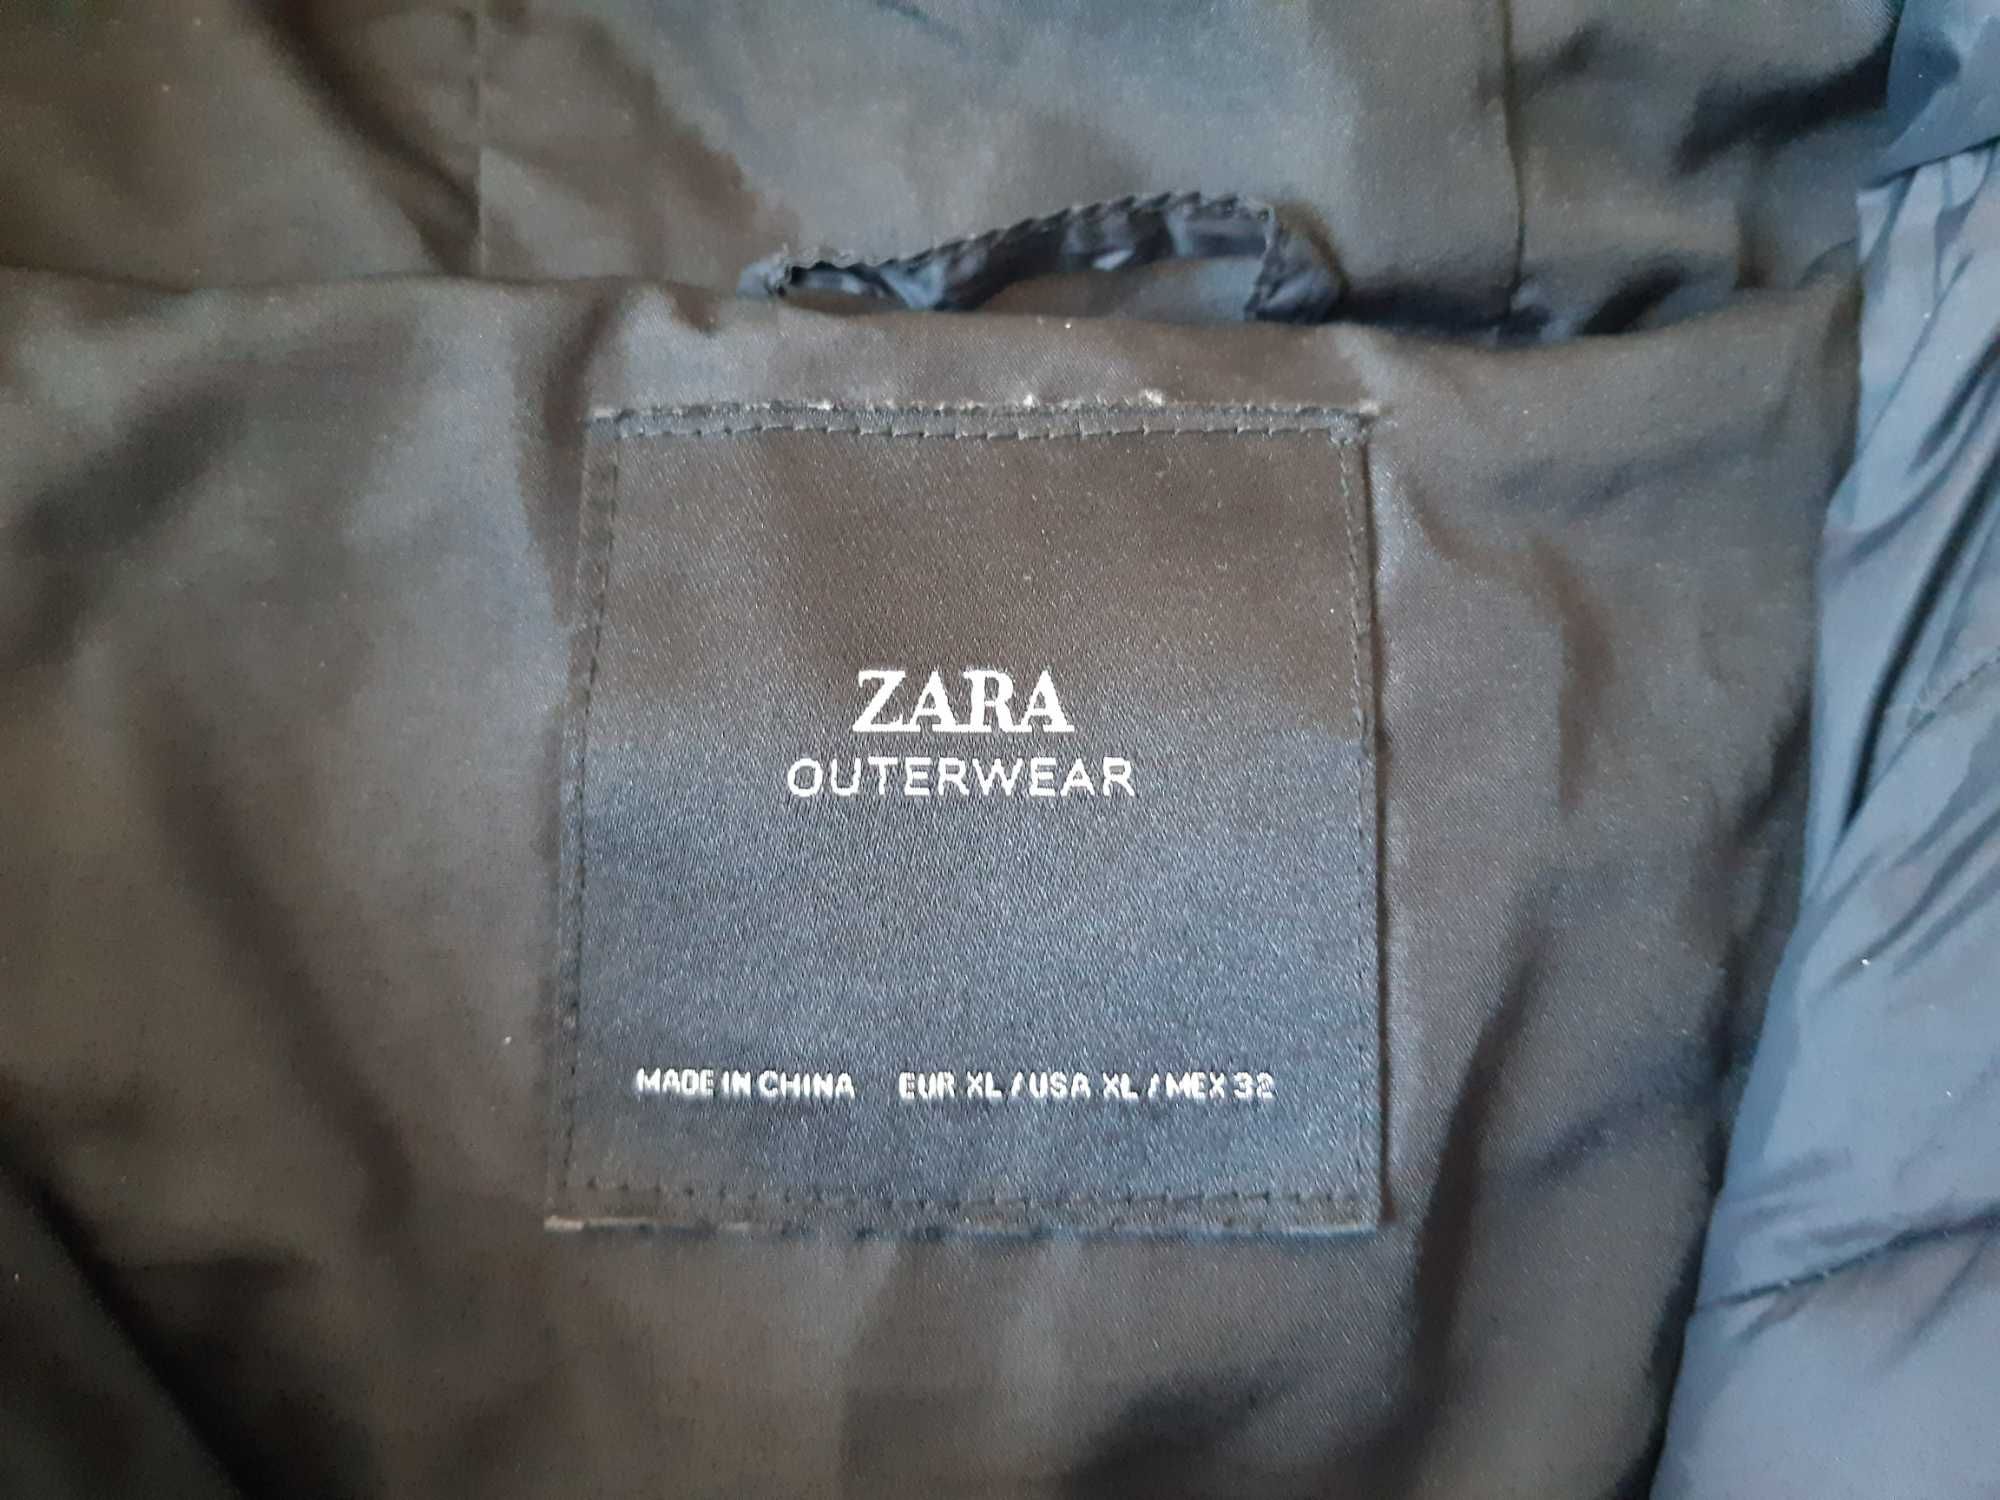 ZARA
OUTERWEAR
MADE IN CHINA EUR XL / USA XL / MEX 32